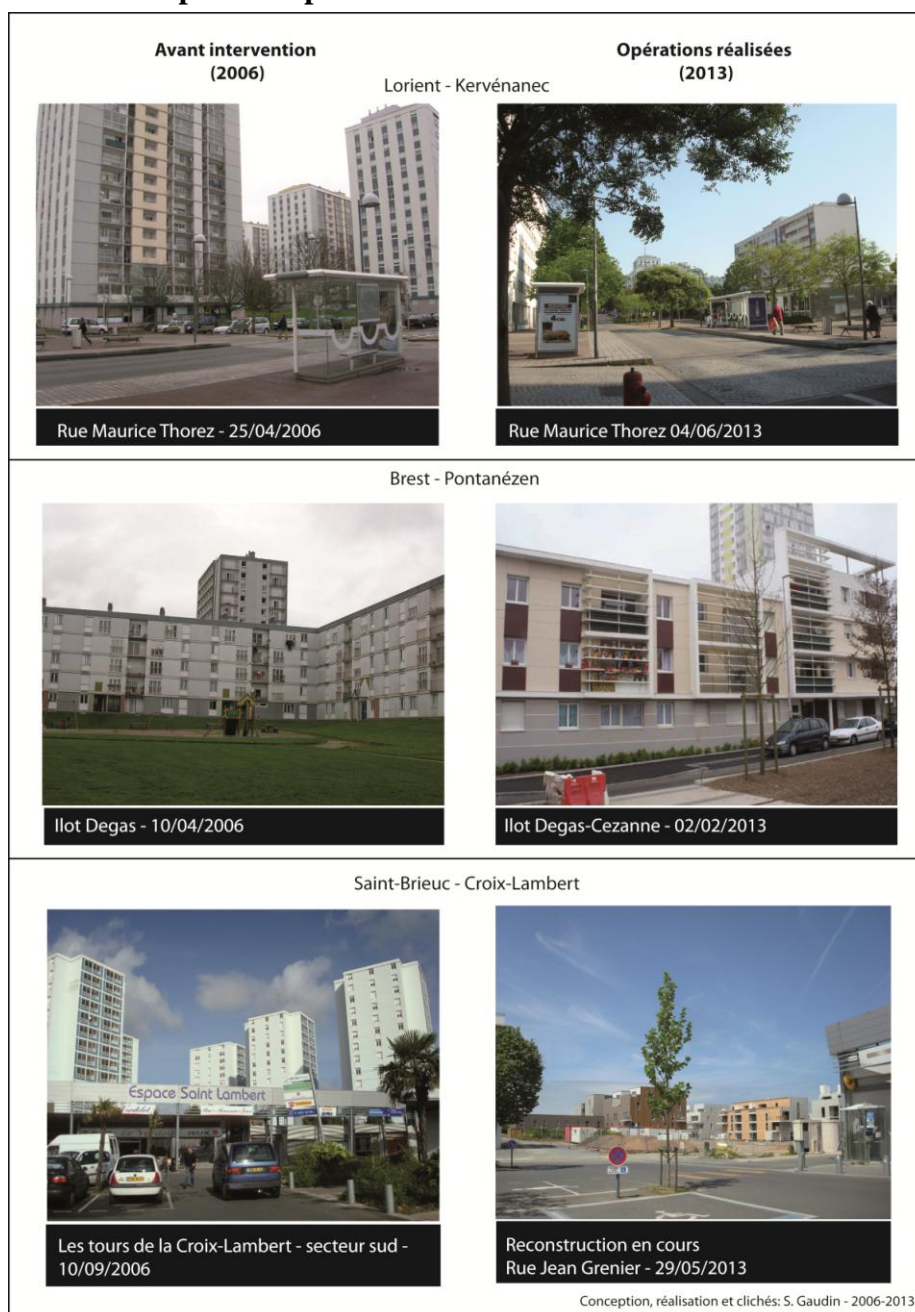 Avant intervention
(2006)
Opérations réalisées
(2013)
Lorient - Kervénanec
Rue Maurice Thorez - 25/04/2006
Rue Maurice Thorez 04/06/2013
Brest - Pontanézen
Ilot Degas - 10/04/2006
Ilot Degas-Cezanne - 02/02/2013
Saint-Brieuc - Croix-Lambert
Espace Saint Lambert
Les tours de la Croix-Lambert - secteur sud -
10/09/2006
Reconstruction en cours
Rue Jean Grenier - 29/05/2013
Conception, réalisation et clichés: S. Gaudin - 2006-2013